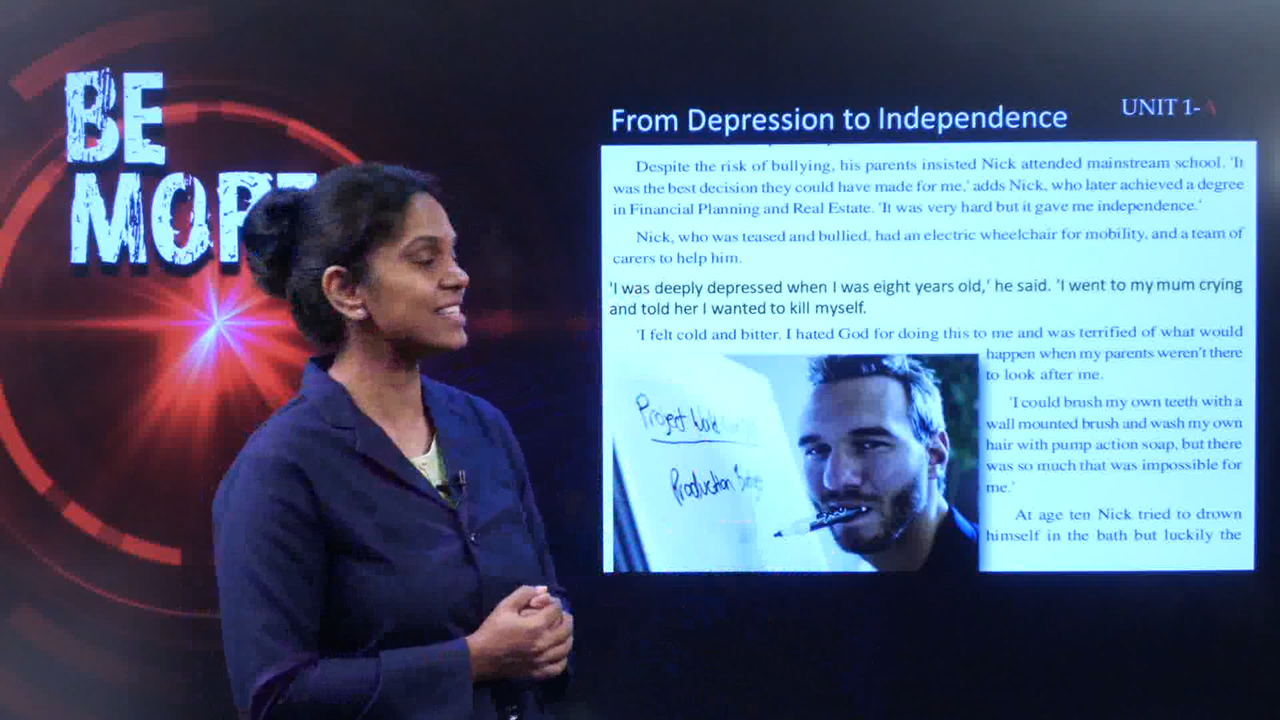 BE
MORE
From Depression to Independence
UNIT 1-A
Despite the risk of bullying, his parents insisted Nick attended mainstream school. 'It
was the best decision they could have made for me,' adds Nick, who later achieved a degree
in Financial Planning and Real Estate. 'It was very hard but it gave me independence.'
Nick, who was teased and bullied, had an electric wheelchair for mobility, and a team of
carers to help him.
'I was deeply depressed when I was eight years old,' he said. 'I went to my mum crying
and told her I wanted to kill myself.
'I felt cold and bitter. I hated God for doing this to me and was terrified of what would
happen when my parents weren't there
to look after me.
'I could brush my own teeth with a
wall mounted brush and wash my own
hair with pump action soap, but there
was so much that was impossible for
me.'
At age ten Nick tried to drown
himself in the bath but luckily the
Project
Production